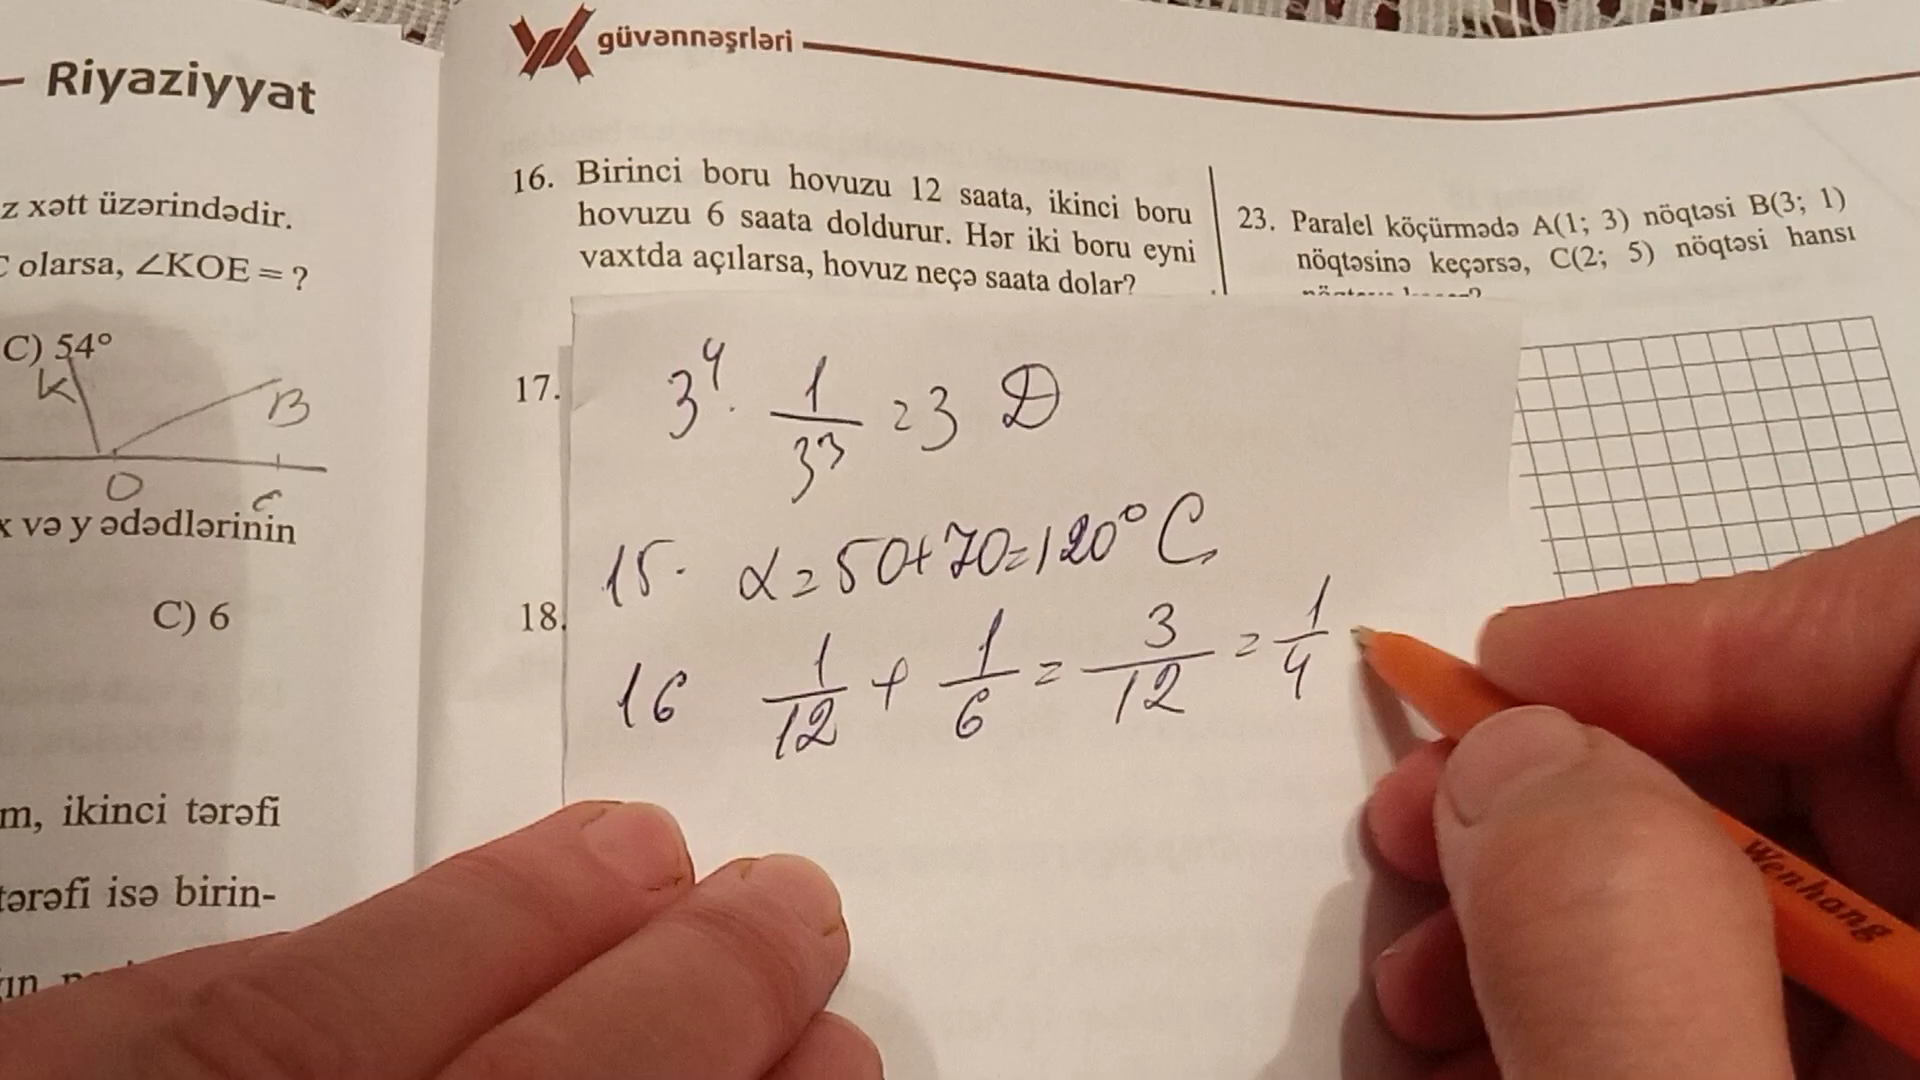 Riyaziyyat
z xətt üzərindədir.
olarsa, ∠KOE = ?
C) 54°
K
B
O
C
x və y ədədlərinin
C) 6
m, ikinci tərəfi
tərəfi isə birin-
güvənnəşrləri
16. Birinci boru hovuzu 12 saata, ikinci boru
hovuzu 6 saata doldurur. Hər iki boru eyni
vaxtda açılarsa, hovuz neçə saata dolar?
17.
18.
3⁴ · 1/3³ = 3 D
15. α = 50+70=120° C
16 1/12 + 1/6 = 3/12 = 1/4
23. Paralel köçürmədə A(1; 3) nöqtəsi B(3; 1)
nöqtəsinə keçərsə, C(2; 5) nöqtəsi hansı
Wenhang